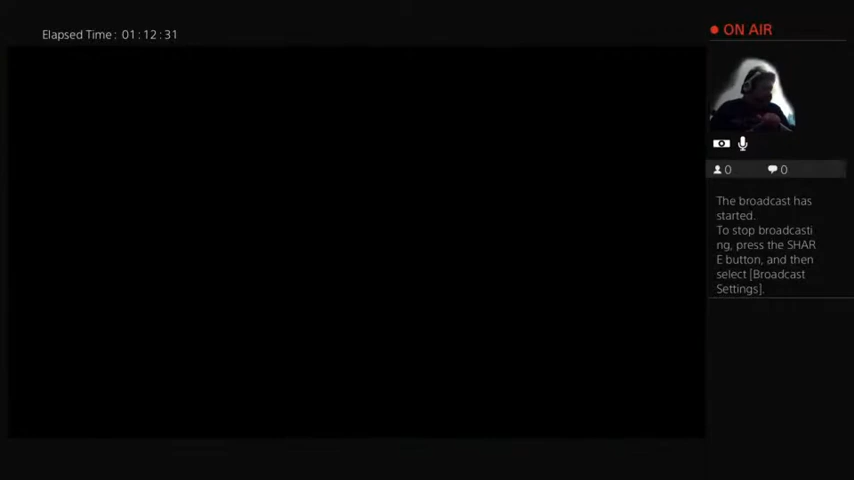 Elapsed Time: 01:12:31
ON AIR
0 0
The broadcast has
started.
To stop broadcasti
ng, press the SHAR
E button, and then
select [Broadcast
Settings].